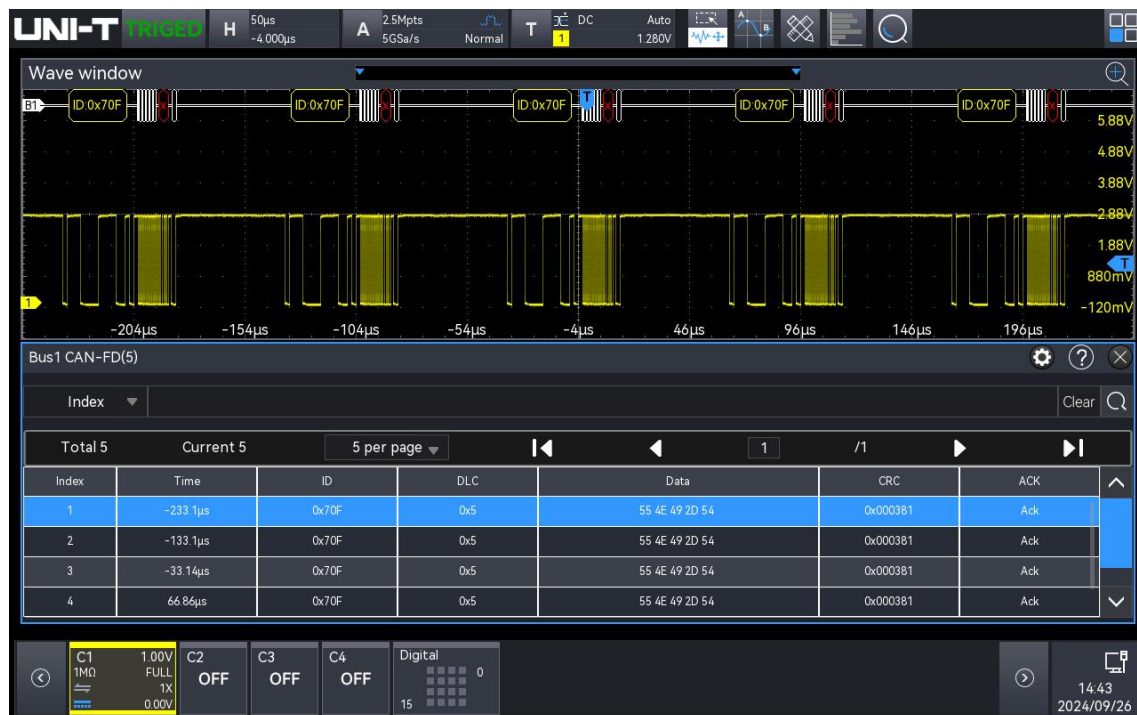 UNI-T TRIGED H 50µs -4.000µs A 2.5Mpts 5GSa/s Normal T 1 DC Auto 1.280V A B
Wave window
B1 ID:0x70F ID:0x70F T ID:0x70F ID:0x70F ID:0x70F
5.88V
4.88V
3.88V
2.88V
1.88V
T
880mV
1 -120mV
-204µs -154µs -104µs -54µs -4µs 46µs 96µs 146µs 196µs
Bus1 CAN-FD(5)
Index Clear
Total 5 Current 5 5 per page 1 /1
Index Time ID DLC Data CRC ACK
1 -233.1µs 0x70F 0x5 55 4E 49 2D 54 0x000381 Ack
2 -133.1µs 0x70F 0x5 55 4E 49 2D 54 0x000381 Ack
3 -33.14µs 0x70F 0x5 55 4E 49 2D 54 0x000381 Ack
4 66.86µs 0x70F 0x5 55 4E 49 2D 54 0x000381 Ack
C1 1.00V C2 C3 C4 Digital
1MΩ FULL OFF OFF OFF 0
1X
0.00V 15
14:43
2024/09/26